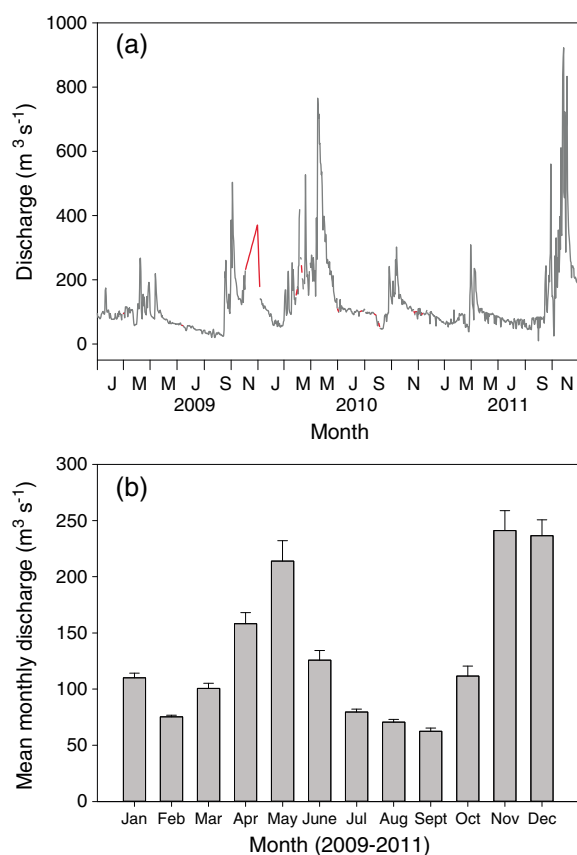 (a)
Discharge (m³ s⁻¹)
1000
800
600
400
200
0
J M M J S N J M M J S N J M M J S N
2009 2010 2011
Month
(b)
Mean monthly discharge (m³ s⁻¹)
300
250
200
150
100
50
0
Jan Feb Mar Apr May June Jul Aug Sept Oct Nov Dec
Month (2009-2011)